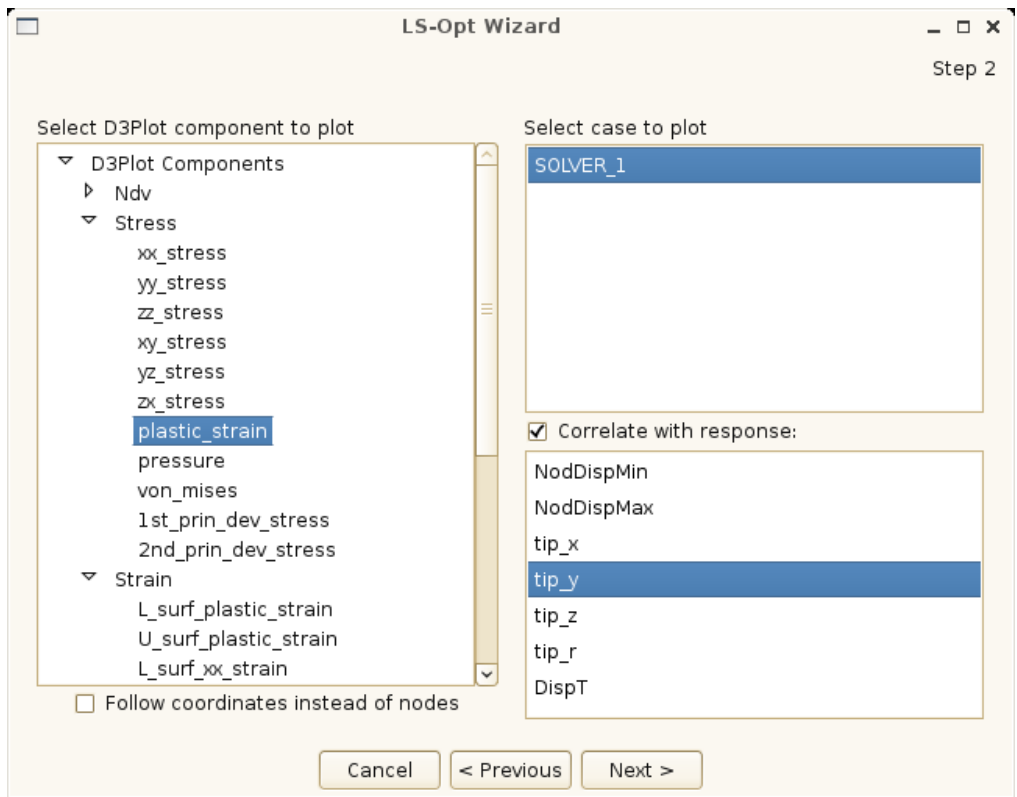 LS-Opt Wizard
Step 2
Select D3Plot component to plot
D3Plot Components
Ndv
Stress
xx_stress
yy_stress
zz_stress
xy_stress
yz_stress
zx_stress
plastic_strain
pressure
von_mises
1st_prin_dev_stress
2nd_prin_dev_stress
Strain
L_surf_plastic_strain
U_surf_plastic_strain
L_surf_xx_strain
Follow coordinates instead of nodes
Select case to plot
SOLVER_1
Correlate with response:
NodDispMin
NodDispMax
tip_x
tip_y
tip_z
tip_r
DispT
Cancel
< Previous
Next >